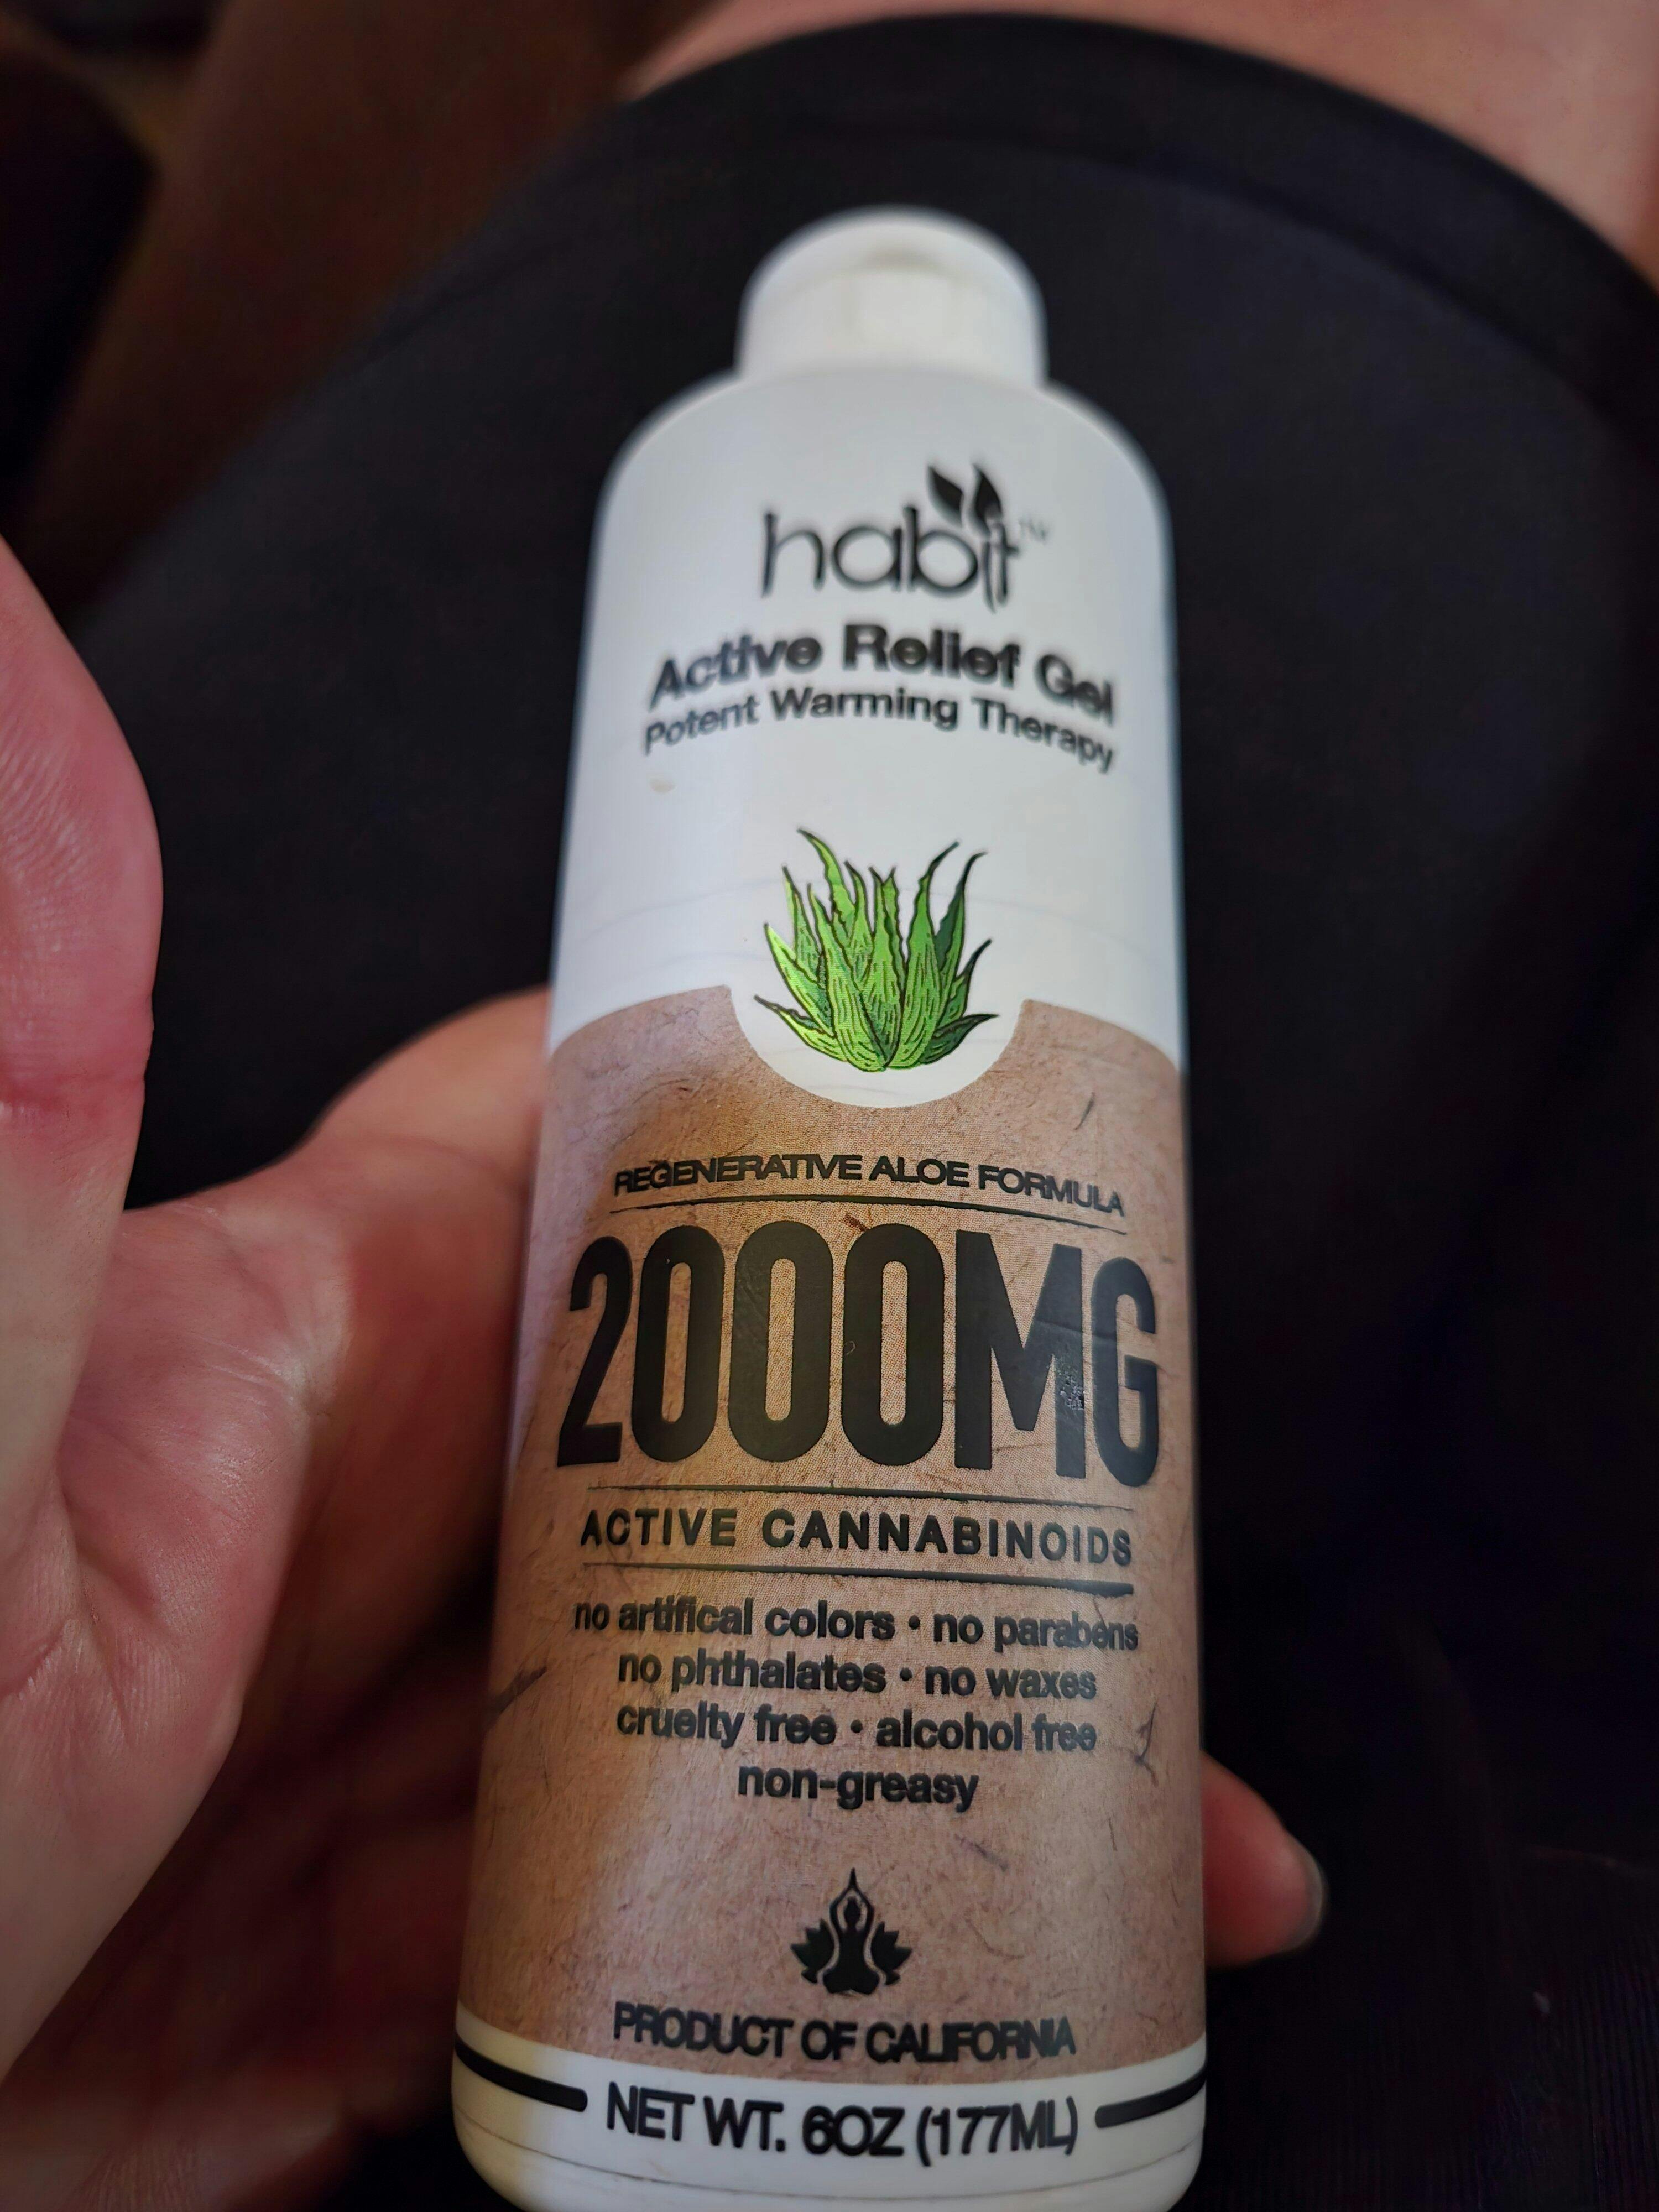 habit™
Active Relief Gel
Potent Warming Therapy
REGENERATIVE ALOE FORMULA
2000MG
ACTIVE CANNABINOIDS
no artifical colors • no parabens
no phthalates • no waxes
cruelty free • alcohol free
non-greasy
PRODUCT OF CALIFORNIA
NET WT. 6OZ (177ML)